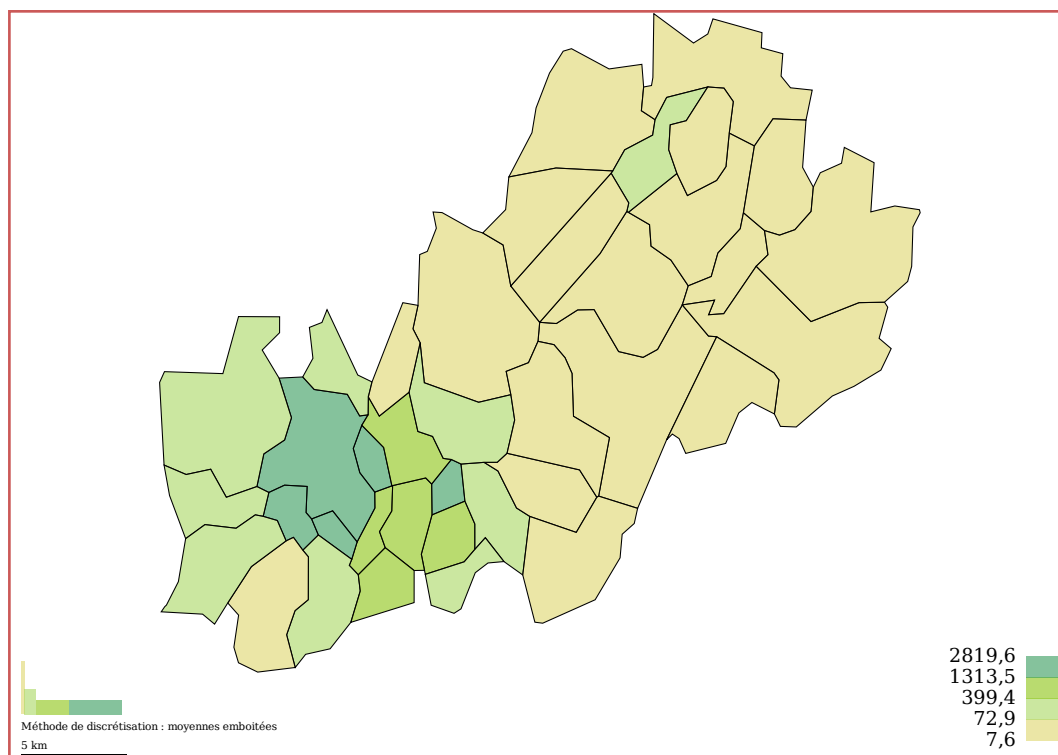 2819,6
1313,5
399,4
72,9
7,6
Méthode de discrétisation : moyennes emboitées
5 km